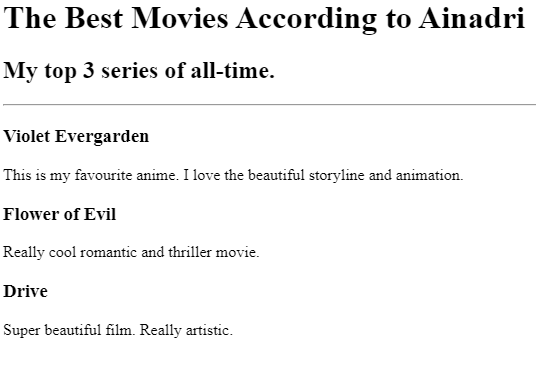 The Best Movies According to Ainadri
My top 3 series of all-time.
Violet Evergarden
This is my favourite anime. I love the beautiful storyline and animation.
Flower of Evil
Really cool romantic and thriller movie.
Drive
Super beautiful film. Really artistic.